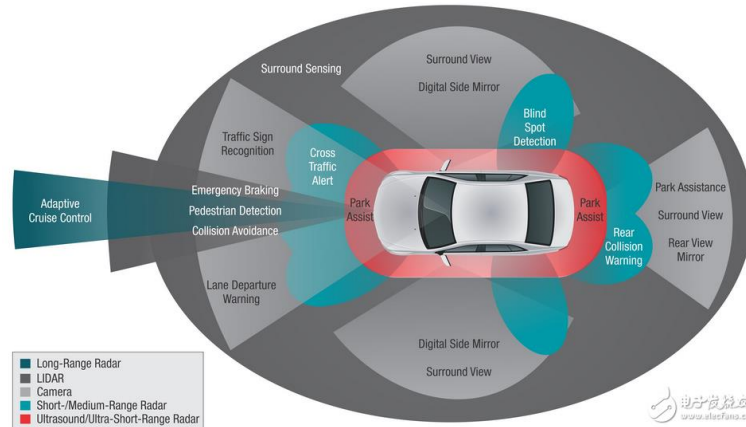 Surround View
Surround Sensing
Digital Side Mirror
Blind
Spot
Detection
Traffic Sign
Recognition
Cross
Traffic
Alert
Adaptive
Cruise Control
Emergency Braking
Pedestrian Detection
Collision Avoidance
Park
Assist
Park
Assist
Park Assistance
Surround View
Rear View
Mirror
Rear
Collision
Warning
Lane Departure
Warning
Digital Side Mirror
Surround View
Long-Range Radar
LIDAR
Camera
Short-/Medium-Range Radar
Ultrasound/Ultra-Short-Range Radar
电子发烧友
www.elecfans.com